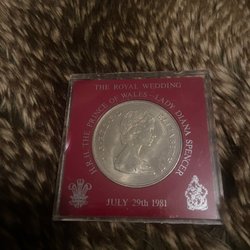 THE ROYAL WEDDING
H.R.H. THE PRINCE OF WALES - LADY DIANA SPENCER
JULY 29th 1981